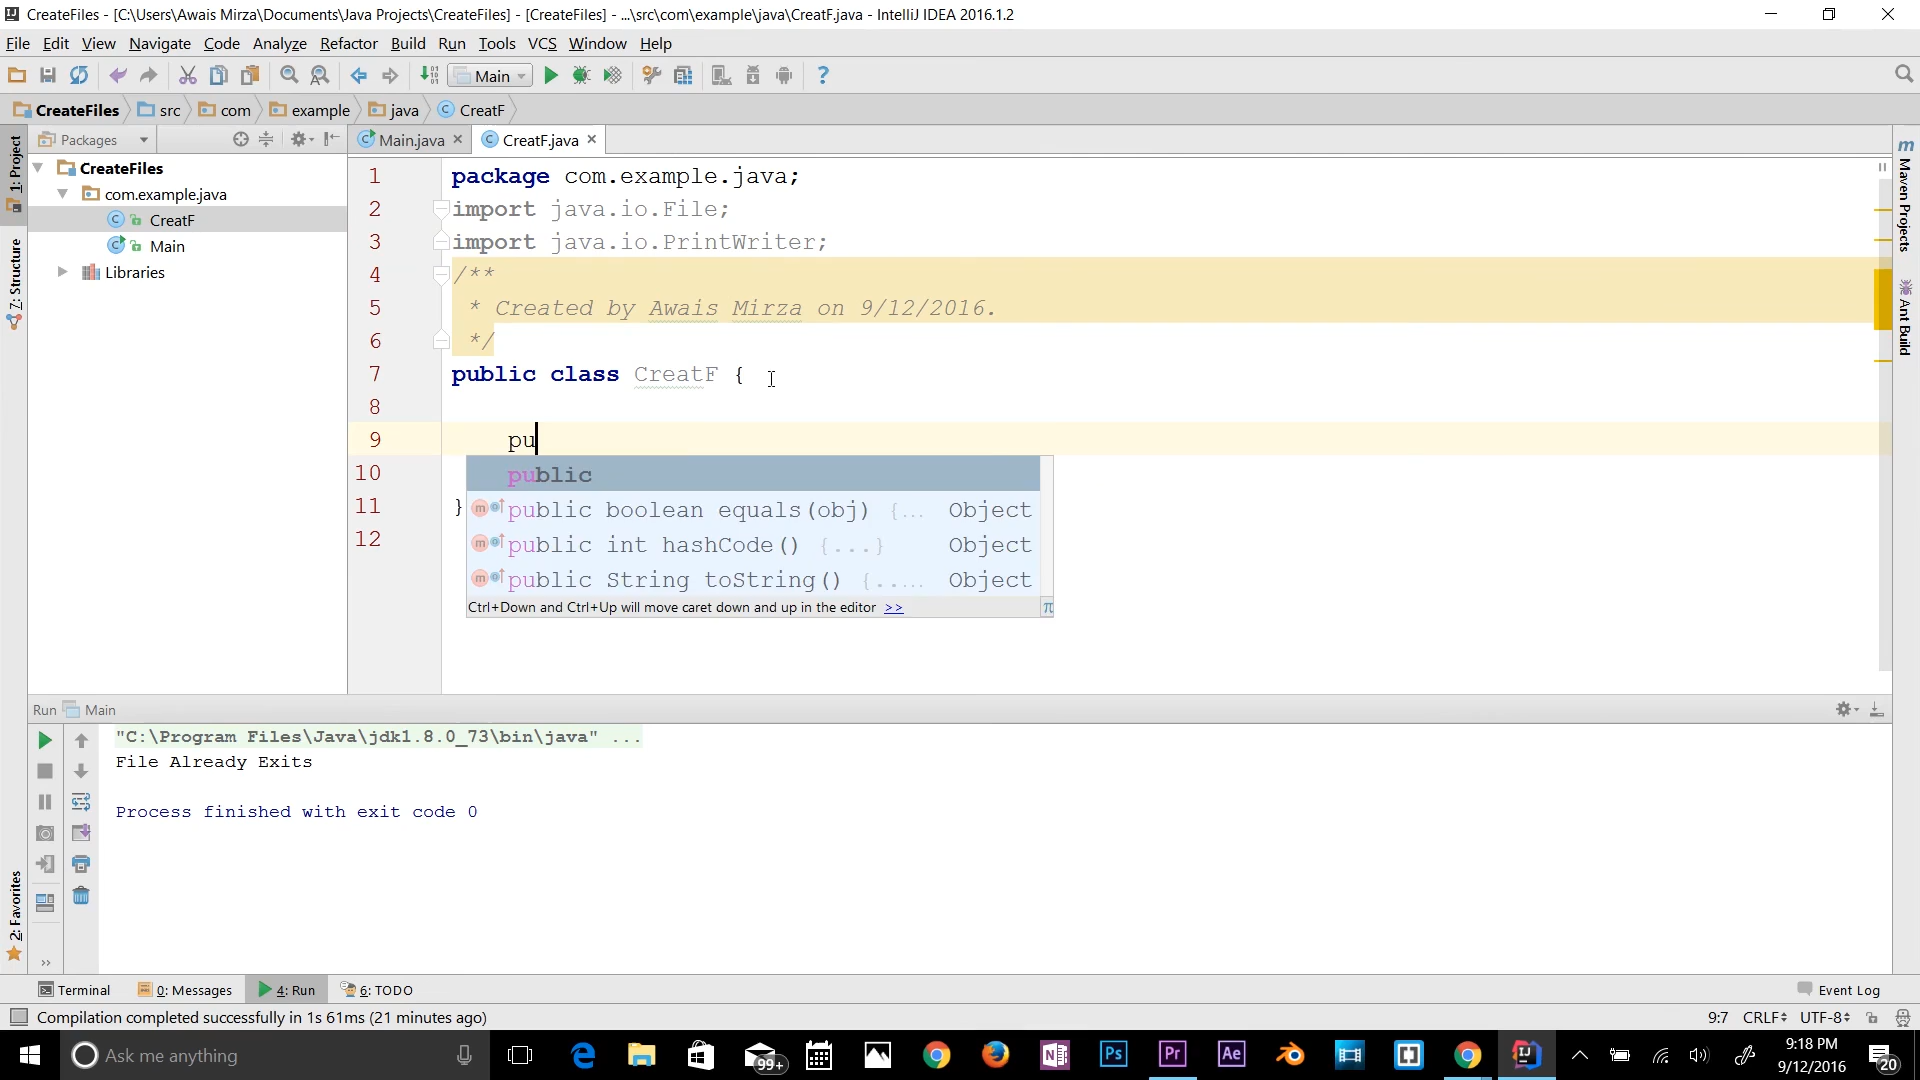 CreateFiles - [C:\Users\Awais Mirza\Documents\Java Projects\CreateFiles] - [CreateFiles] - ...\src\com\example\java\CreatF.java - IntelliJ IDEA 2016.1.2
File Edit View Navigate Code Analyze Refactor Build Run Tools VCS Window Help
Main
CreateFiles src com example java CreatF
Packages
Main.java CreatF.java
1: Project
7: Structure
2: Favorites
CreateFiles
com.example.java
CreatF
Main
Libraries
1 package com.example.java;
2 import java.io.File;
3 import java.io.PrintWriter;
4 /**
5 * Created by Awais Mirza on 9/12/2016.
6 */
7 public class CreatF {
8
9 pu
10
11 }
12
public
public boolean equals(obj) {... Object
public int hashCode() {...} Object
public String toString() {..... Object
Ctrl+Down and Ctrl+Up will move caret down and up in the editor >>
Maven Projects
Ant Build
Run Main
"C:\Program Files\Java\jdk1.8.0_73\bin\java" ...
File Already Exits
Process finished with exit code 0
Terminal 0: Messages 4: Run 6: TODO Event Log
Compilation completed successfully in 1s 61ms (21 minutes ago) 9:7 CRLF UTF-8
Ask me anything
99+
9:18 PM
9/12/2016
20